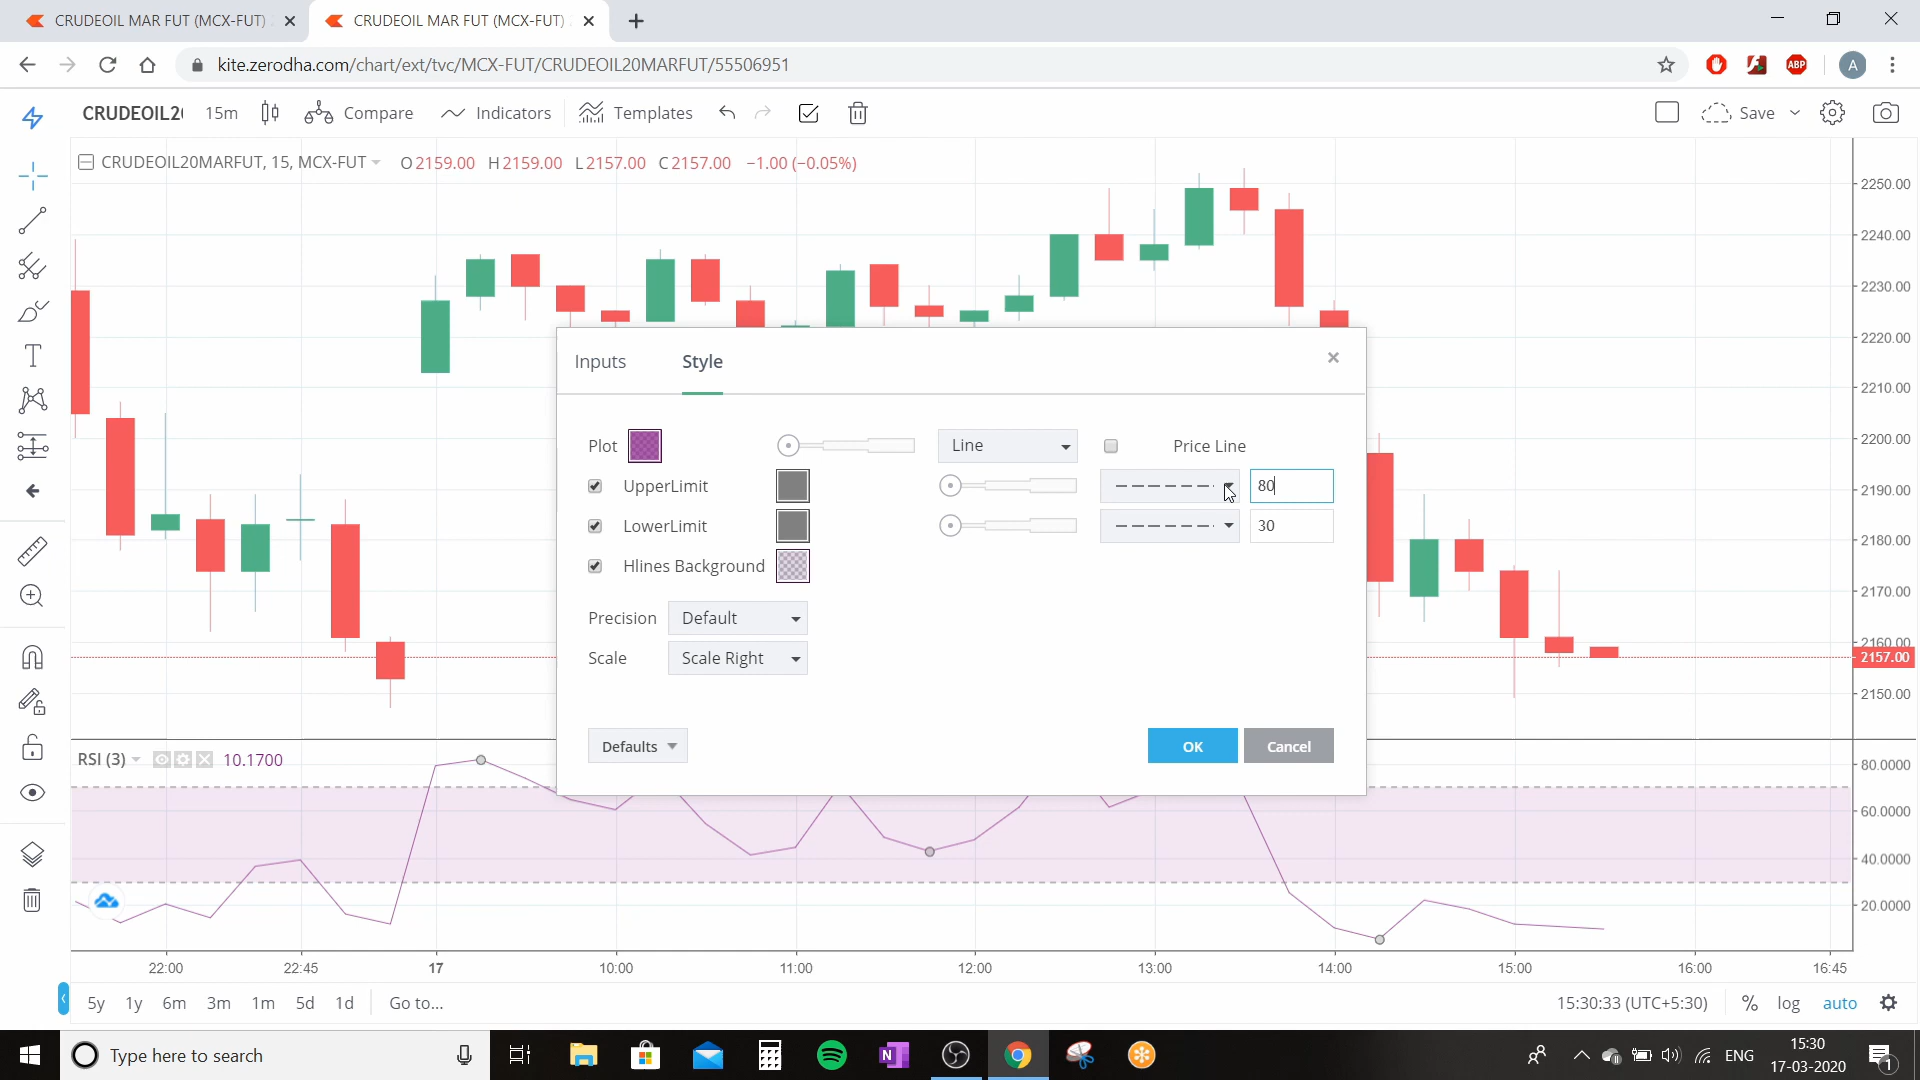 CRUDEOIL MAR FUT (MCX-FUT)
CRUDEOIL MAR FUT (MCX-FUT)
kite.zerodha.com/chart/ext/tvc/MCX-FUT/CRUDEOIL20MARFUT/55506951
ABP
A
CRUDEOIL20
15m
Compare
Indicators
Templates
Save
CRUDEOIL20MARFUT, 15, MCX-FUT
O2159.00 H2159.00 L2157.00 C2157.00 −1.00 (−0.05%)
2250.00
2240.00
2230.00
2220.00
2210.00
2200.00
2190.00
2180.00
2170.00
2160.00
2157.00
2150.00
Inputs
Style
Plot
Line
Price Line
UpperLimit
80
LowerLimit
30
Hlines Background
Precision
Default
Scale
Scale Right
Defaults
OK
Cancel
RSI (3)
10.1700
80.0000
60.0000
40.0000
20.0000
22:00
22:45
17
10:00
11:00
12:00
13:00
14:00
15:00
16:00
16:45
5y 1y 6m 3m 1m 5d 1d
Go to...
15:30:33 (UTC+5:30)
%
log
auto
Type here to search
N
ENG
15:30
17-03-2020
1